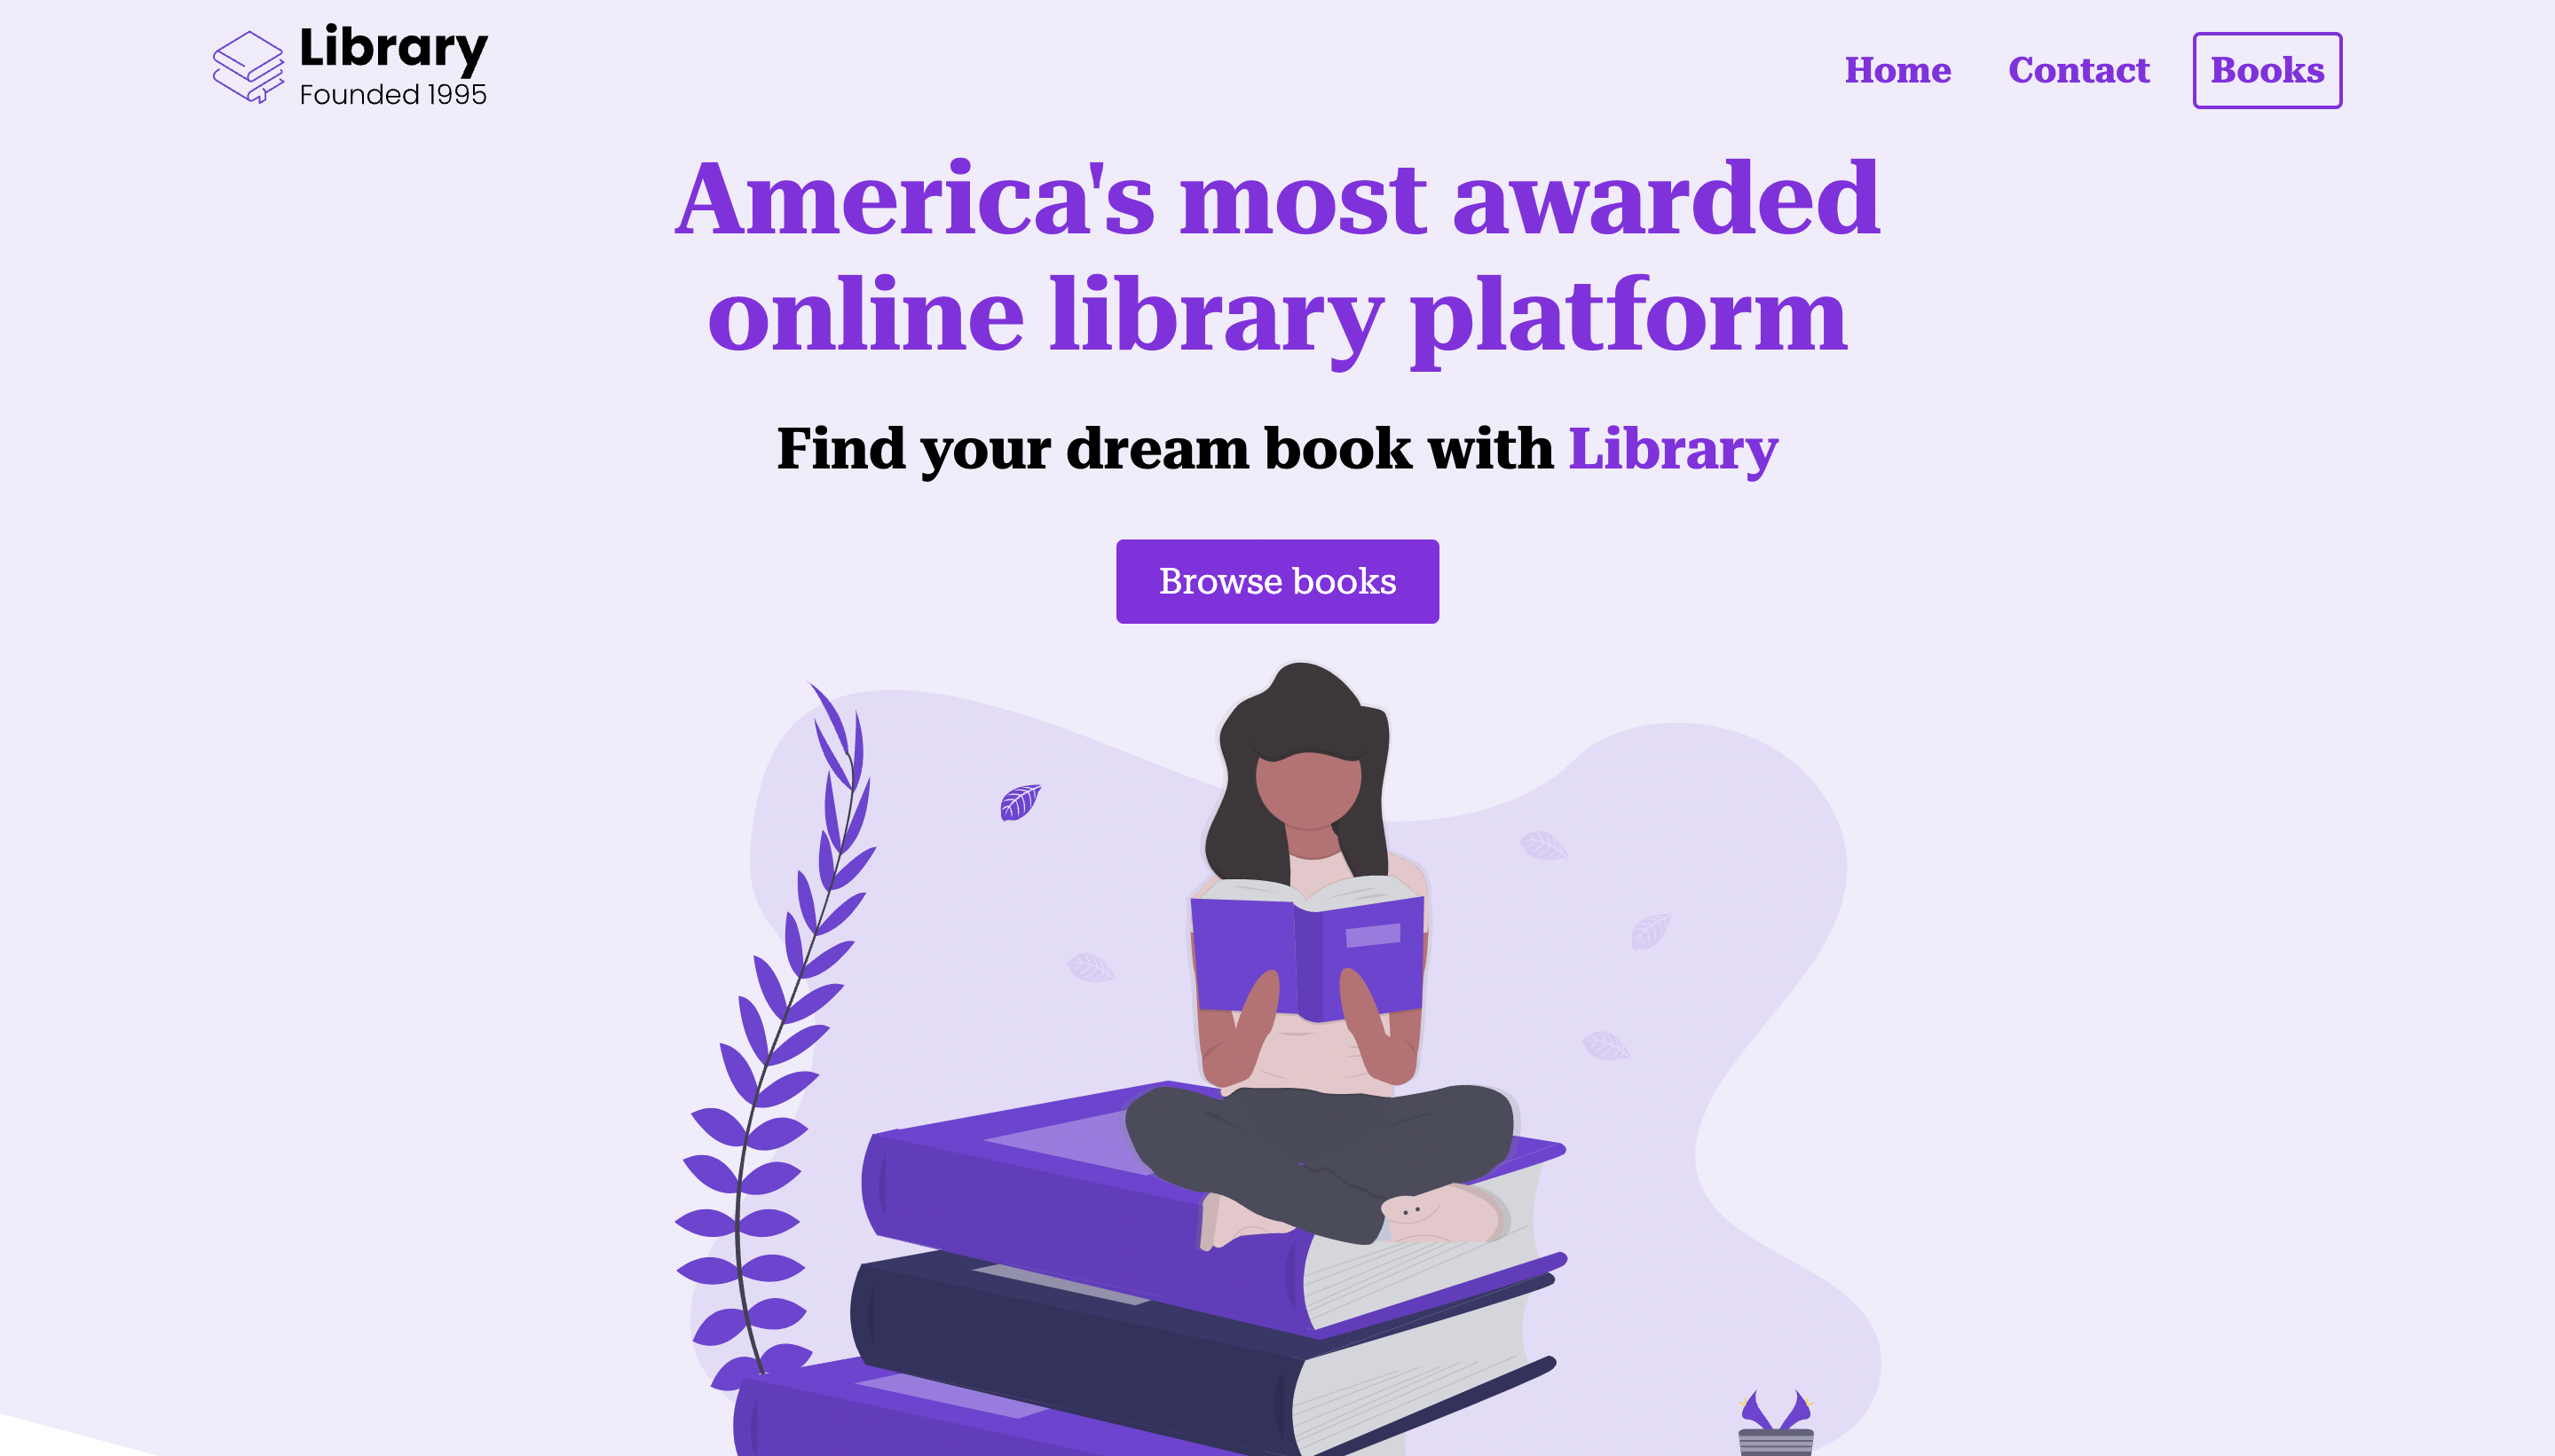 Library
Founded 1995
Home Contact Books
America's most awarded
online library platform
Find your dream book with Library
Browse books